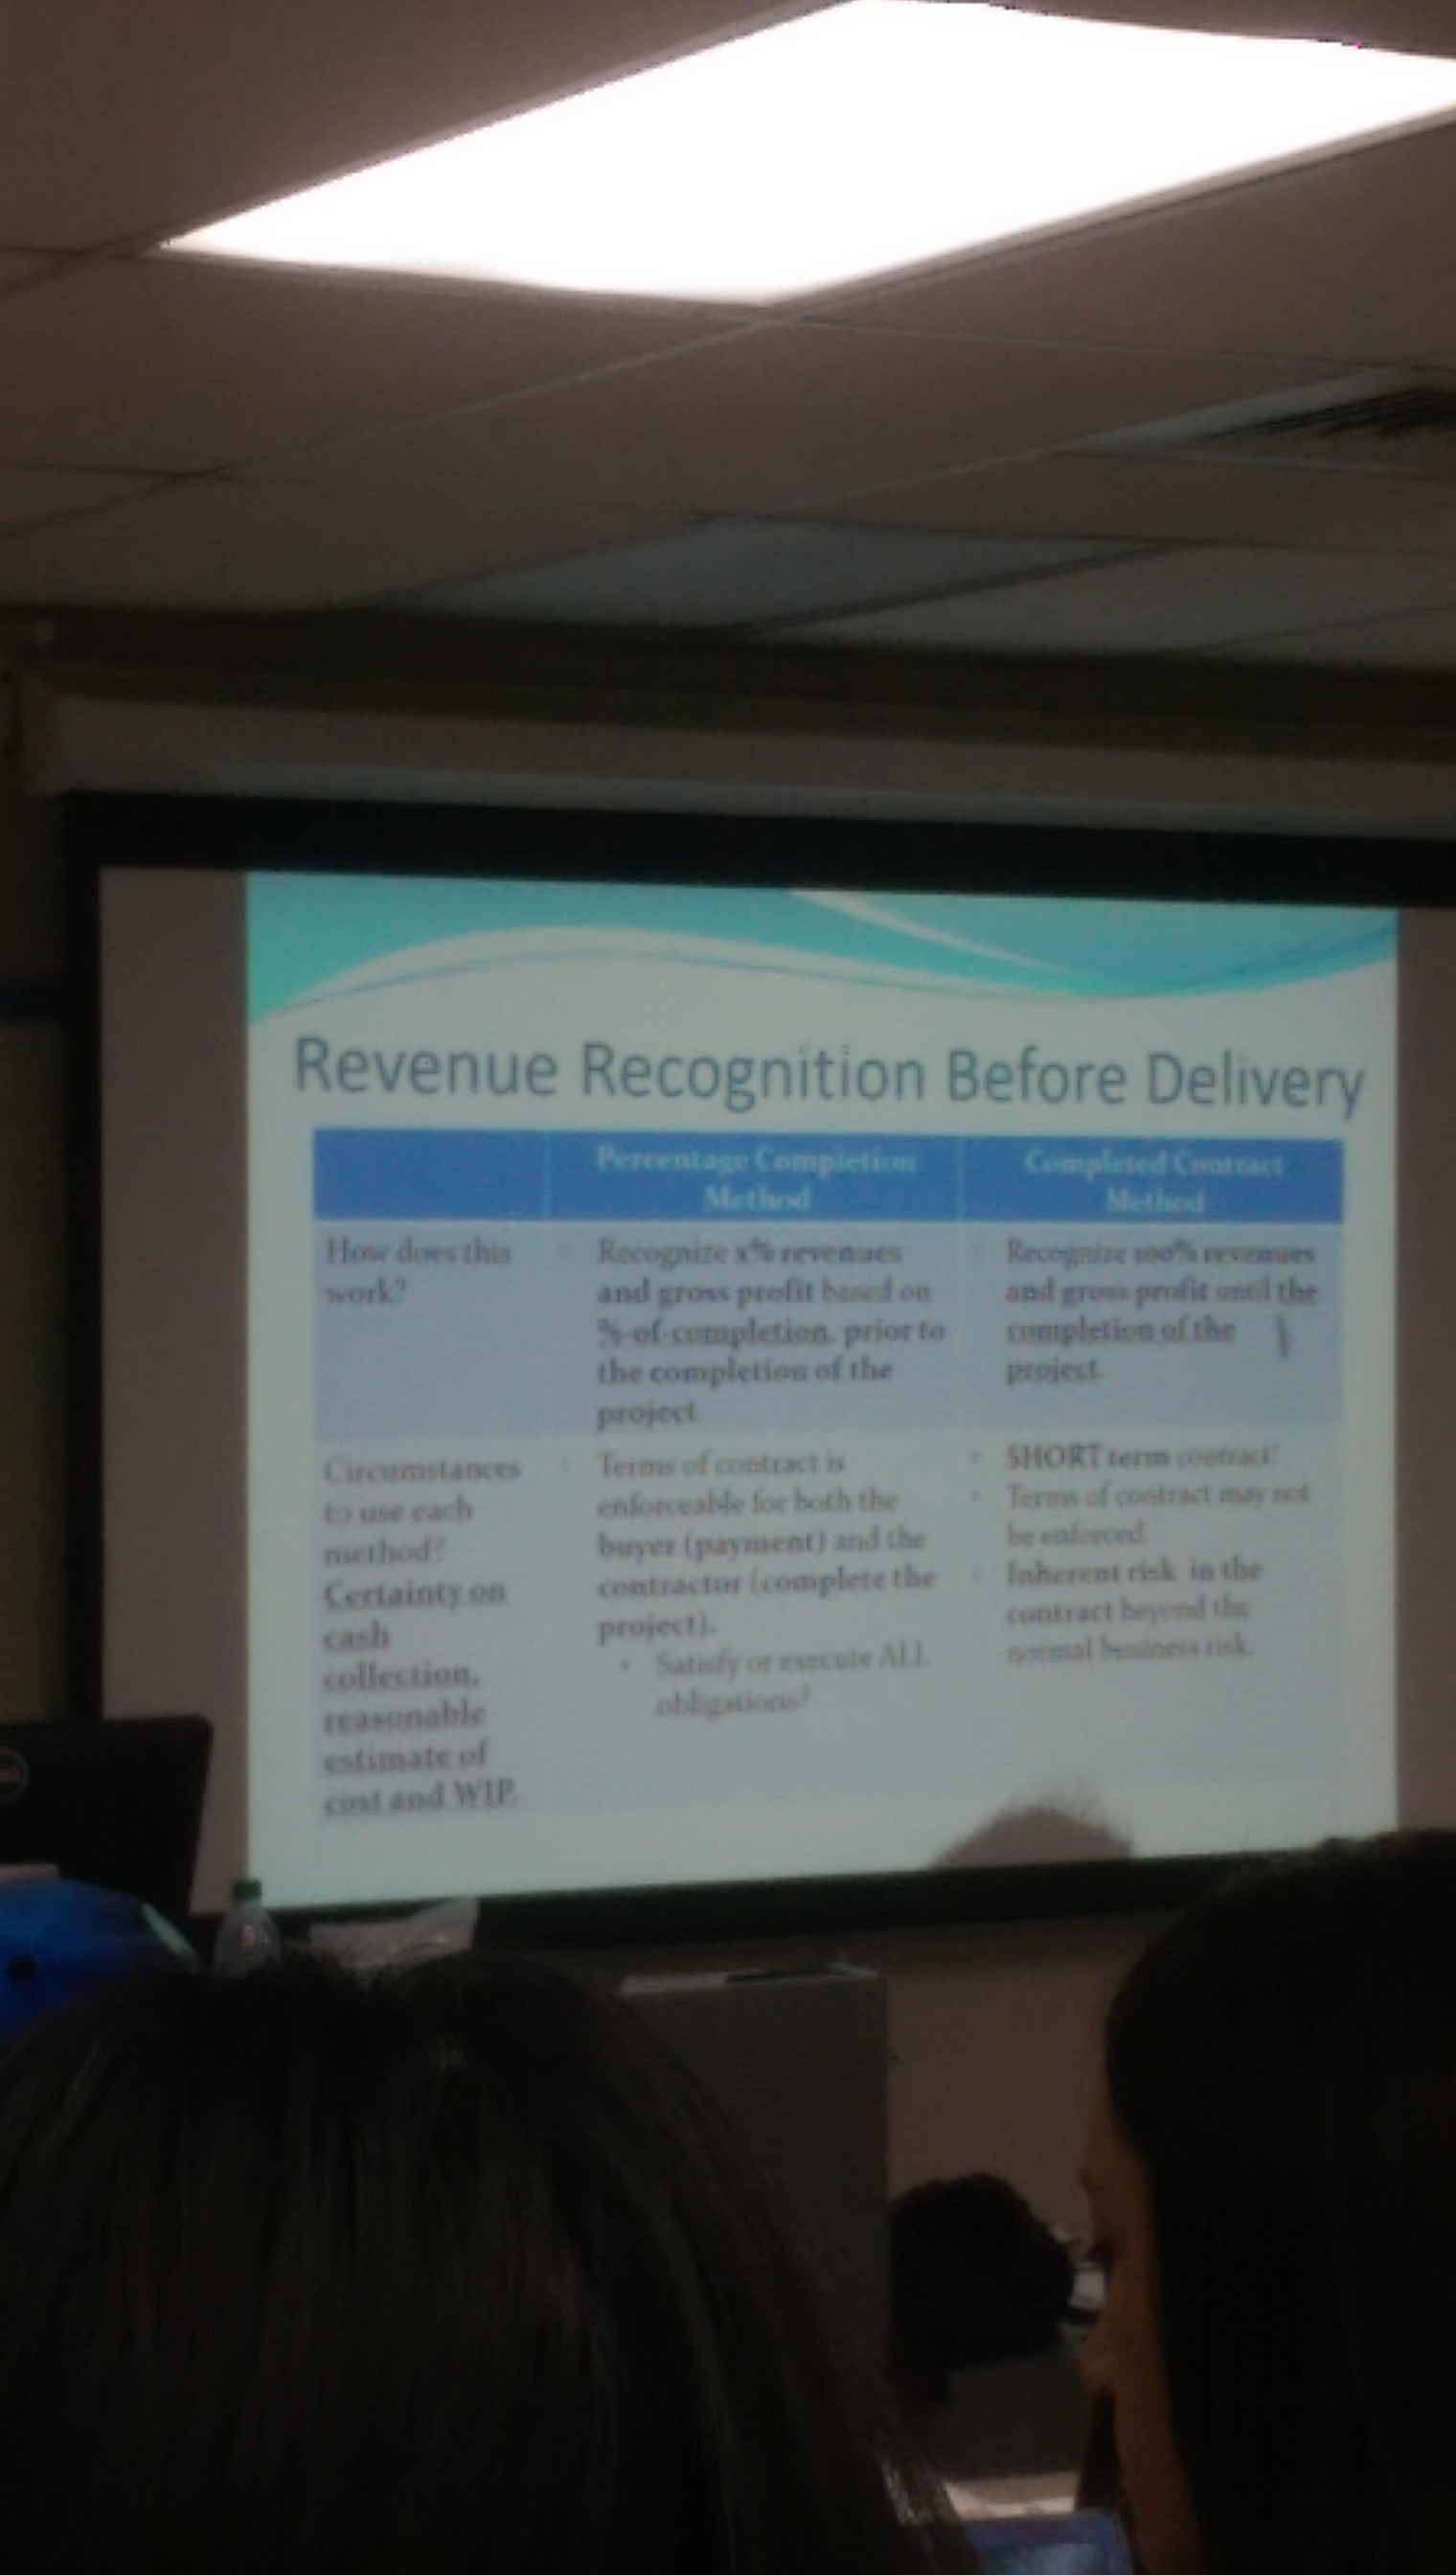 Revenue Recognition Before Delivery
Percentage Completion
Method
Completed Contract
Method
How does this
work?
Recognize x% revenues
and gross profit based on
%-of-completion, prior to
the completion of the
project
Recognize 100% revenues
and gross profit until the
completion of the
project
Circumstances
to use each
method?
Certainty on
cash
collection,
reasonable
estimate of
cost and WIP.
Terms of contract is
enforceable for both the
buyer (payment) and the
contractor (complete the
project).
Satisfy or execute ALL
obligations?
SHORT term contract!
Terms of contract may not
be enforced.
Inherent risk in the
contract beyond the
normal business risk.